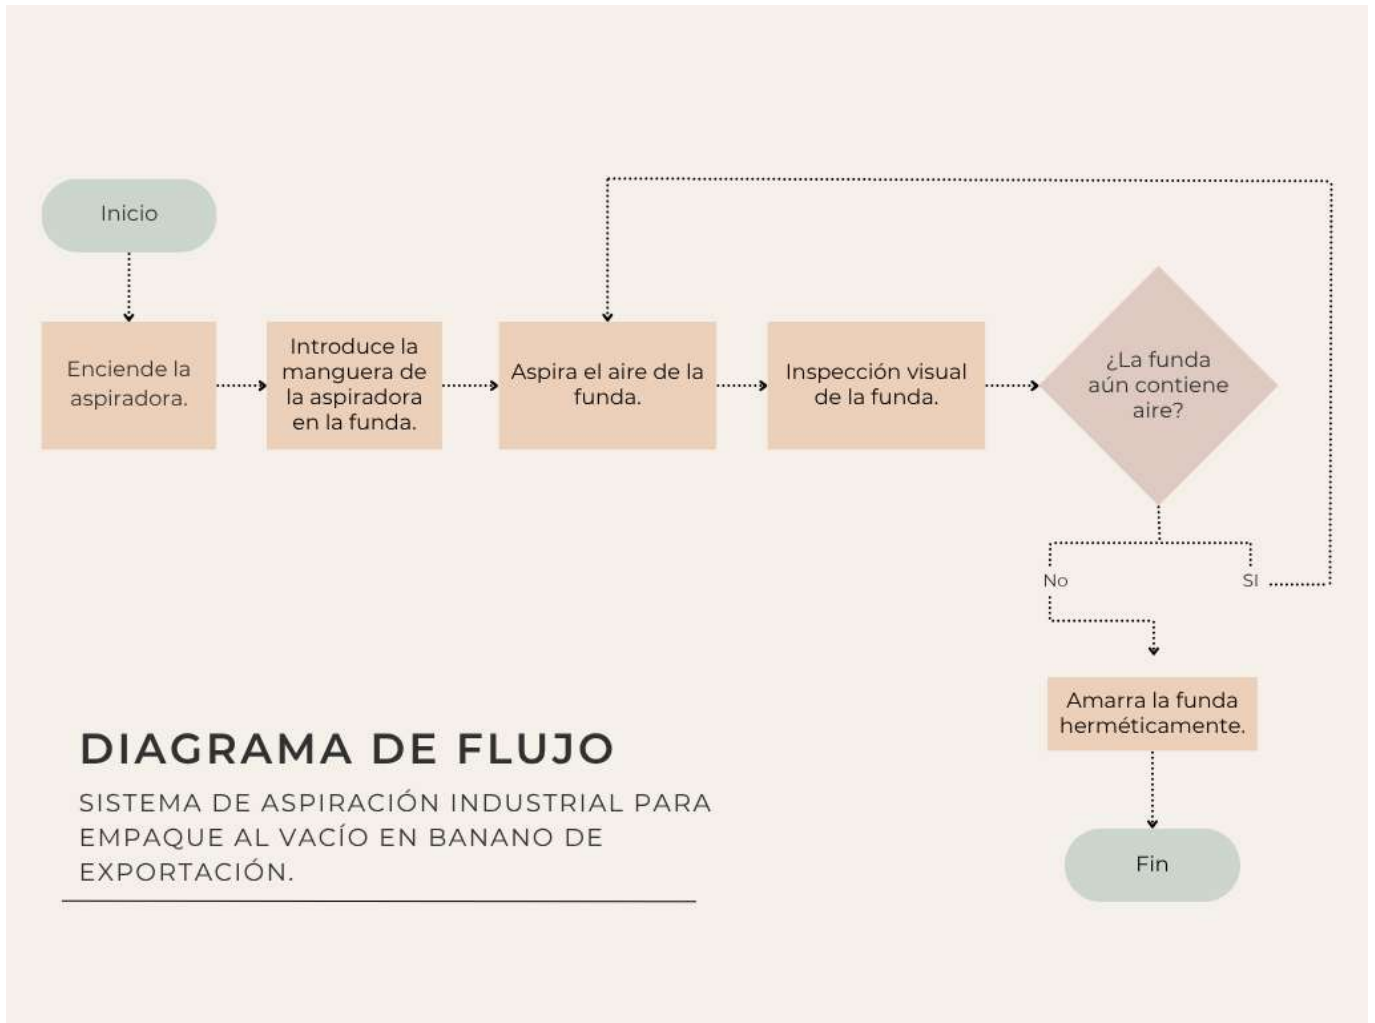 Inicio
Enciende la
aspiradora.
Introduce la
manguera de
la aspiradora
en la funda.
Aspira el aire de la
funda.
Inspección visual
de la funda.
¿La funda
aún contiene
aire?
No
SI
Amarra la funda
herméticamente.
Fin
DIAGRAMA DE FLUJO
SISTEMA DE ASPIRACIÓN INDUSTRIAL PARA
EMPAQUE AL VACÍO EN BANANO DE
EXPORTACIÓN.